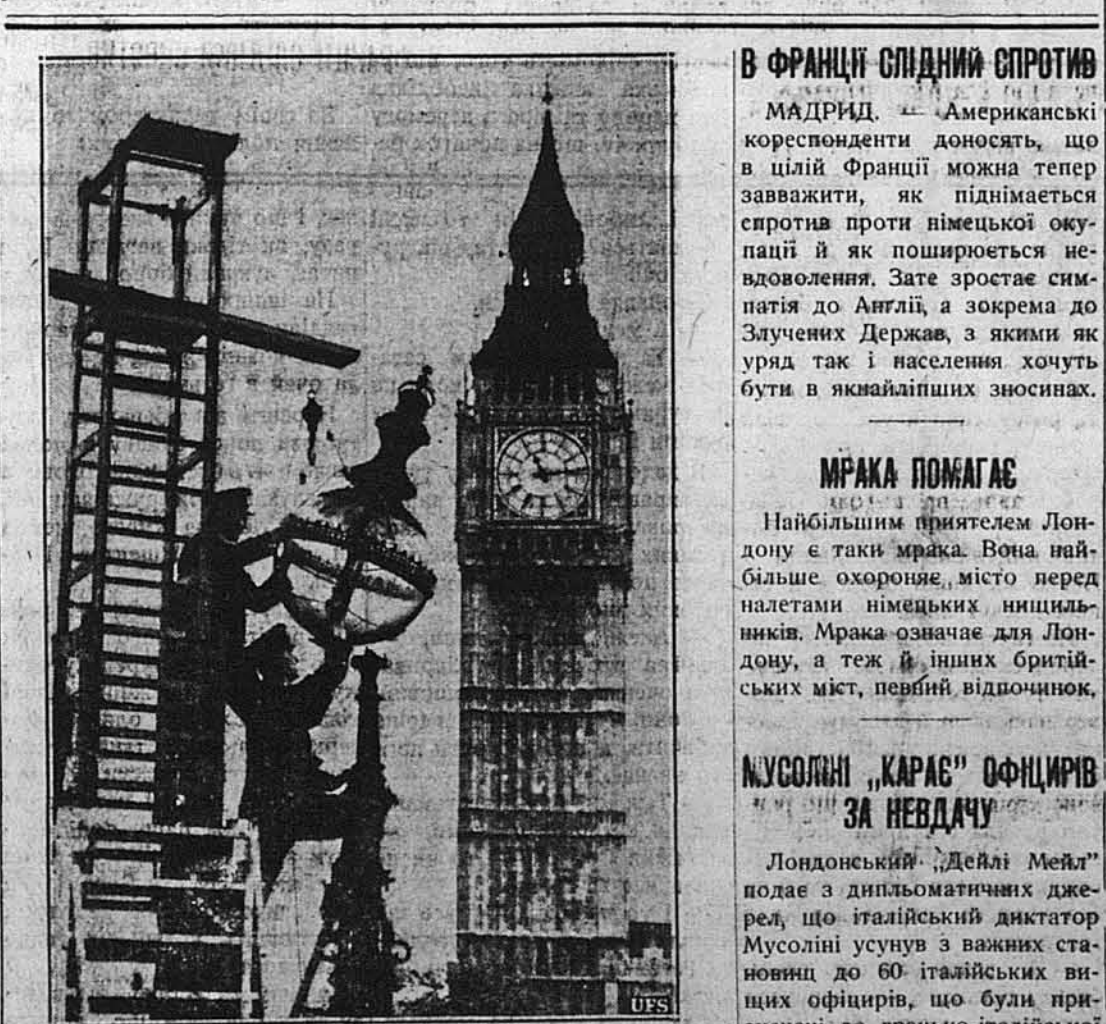 UFS
В ФРАНЦІЇ СЛІДНИЙ СПРОТИВ
МАДРИД. — Американські
кореспонденти доносять, що
в цілій Франції можна тепер
завважити, як піднімається
спротив проти німецької оку-
пації й як поширюється не-
вдоволення. Зате зростає сим-
патія до Англії, а зокрема до
Злучених Держав, з якими як
уряд так і населення хочуть
бути в якнайліпших зносинах.
МРАКА ПОМАГАЄ
Найбільшим приятелем Лон-
дону є таки мрака. Вона най-
більше охороняє місто перед
налетами німецьких нищиль-
ників. Мрака означає для Лон-
дону, а теж й інших бритій-
ських міст, певний відпочинок.
МУСОЛІНІ „КАРАЄ” ОФІЦИРІВ
ЗА НЕВДАЧУ
Лондонський „Дейлі Мейл”
подає з дипльоматичних дже-
рел, що італійський диктатор
Мусоліні усунув з важних ста-
новищ до 60 італійських ви-
щих офіцирів, що були при-